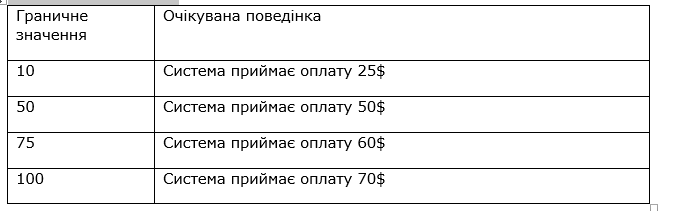 Граничне
значення
Очікувана поведінка
10
Система приймає оплату 25$
50
Система приймає оплату 50$
75
Система приймає оплату 60$
100
Система приймає оплату 70$